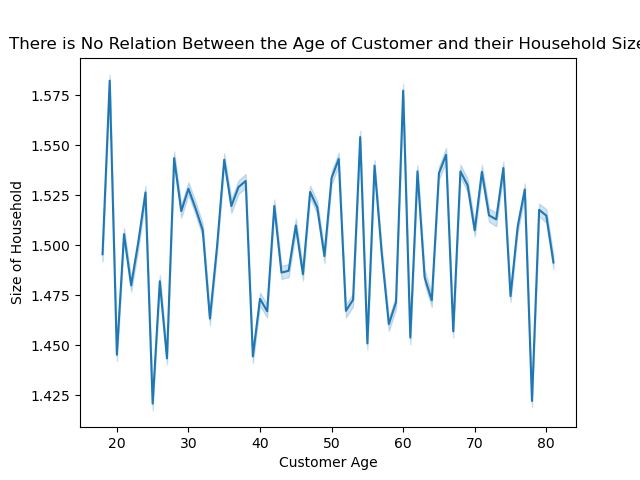 There is No Relation Between the Age of Customer and their Household Size
1.575
1.550
1.525
1.500
1.475
1.450
1.425
Size of Household
20 30 40 50 60 70 80
Customer Age